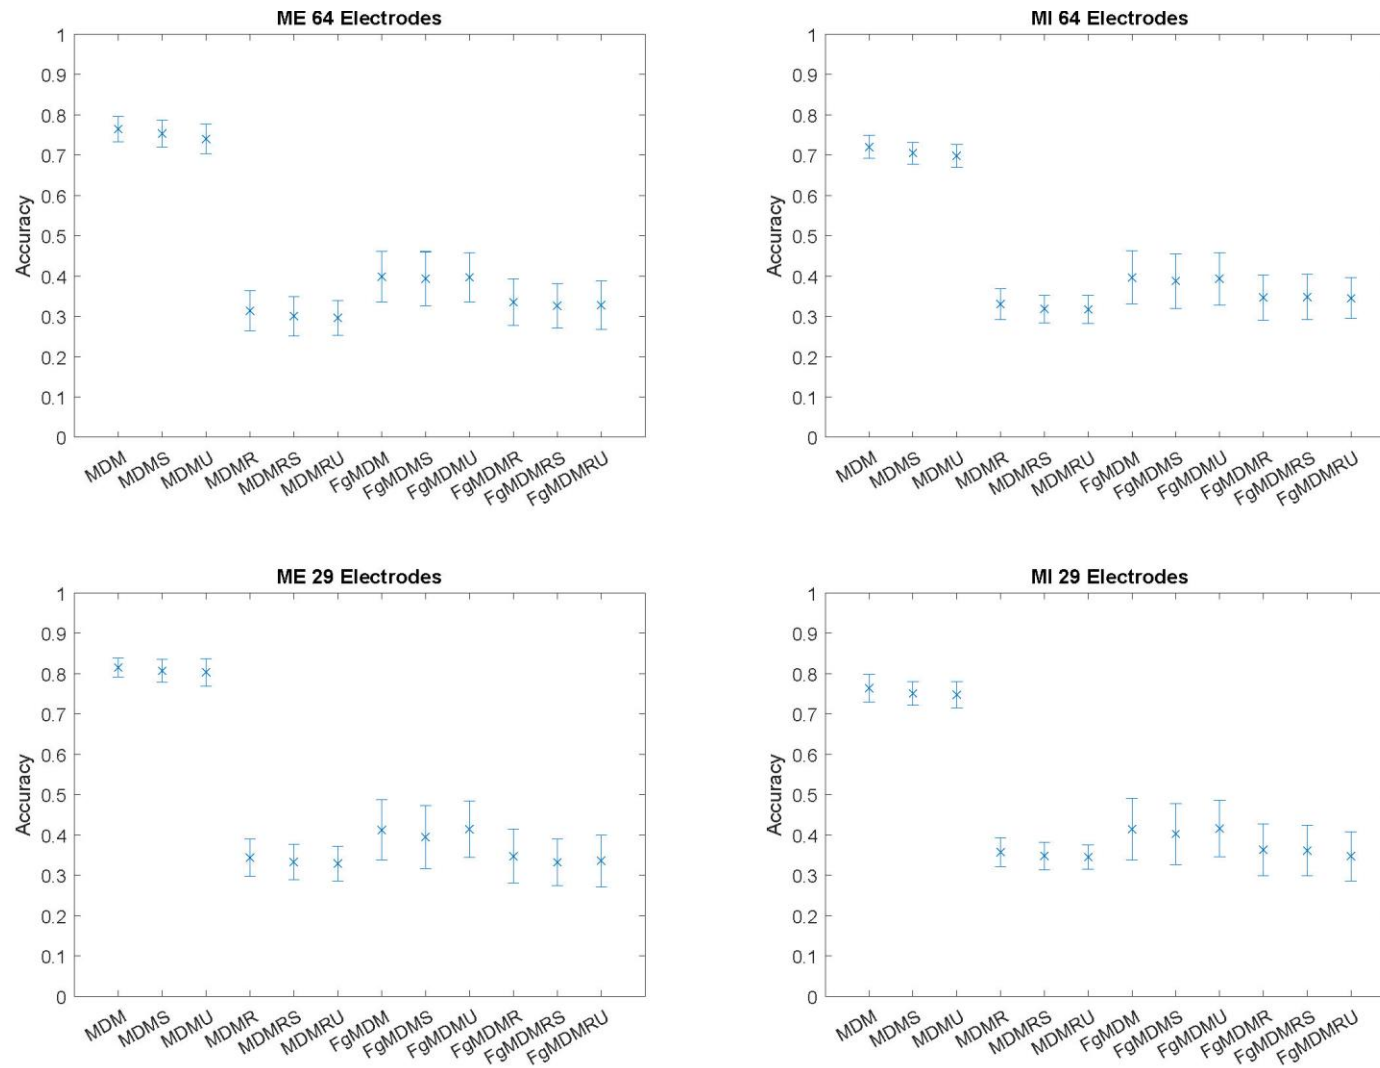 ME 64 Electrodes
1
0.9
0.8
0.7
0.6
0.5
0.4
0.3
0.2
0.1
0
Accuracy
MDM
MDMS
MDMU
MDMR
MDMRS
MDMRU
FgMDM
FgMDMS
FgMDMU
FgMDMR
FgMDMRS
FgMDMRU
MI 64 Electrodes
1
0.9
0.8
0.7
0.6
0.5
0.4
0.3
0.2
0.1
0
Accuracy
MDM
MDMS
MDMU
MDMR
MDMRS
MDMRU
FgMDM
FgMDMS
FgMDMU
FgMDMR
FgMDMRS
FgMDMRU
ME 29 Electrodes
1
0.9
0.8
0.7
0.6
0.5
0.4
0.3
0.2
0.1
0
Accuracy
MDM
MDMS
MDMU
MDMR
MDMRS
MDMRU
FgMDM
FgMDMS
FgMDMU
FgMDMR
FgMDMRS
FgMDMRU
MI 29 Electrodes
1
0.9
0.8
0.7
0.6
0.5
0.4
0.3
0.2
0.1
0
Accuracy
MDM
MDMS
MDMU
MDMR
MDMRS
MDMRU
FgMDM
FgMDMS
FgMDMU
FgMDMR
FgMDMRS
FgMDMRU